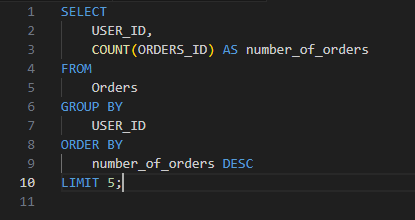 1 SELECT
2 USER_ID,
3 COUNT(ORDERS_ID) AS number_of_orders
4 FROM
5 Orders
6 GROUP BY
7 USER_ID
8 ORDER BY
9 number_of_orders DESC
10 LIMIT 5;
11